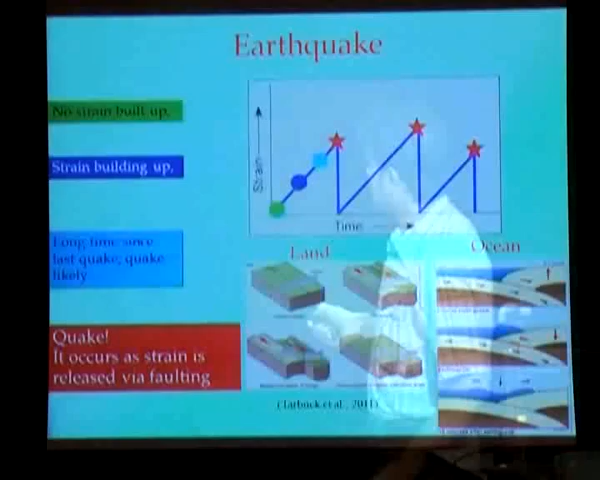 Earthquake
No strain built up,
Strain building up,
Long time since
last quake, quake
likely
Quake!
It occurs as strain is
released via faulting
Strain
Time
Land
Ocean
(Tarbuck et al., 2011)